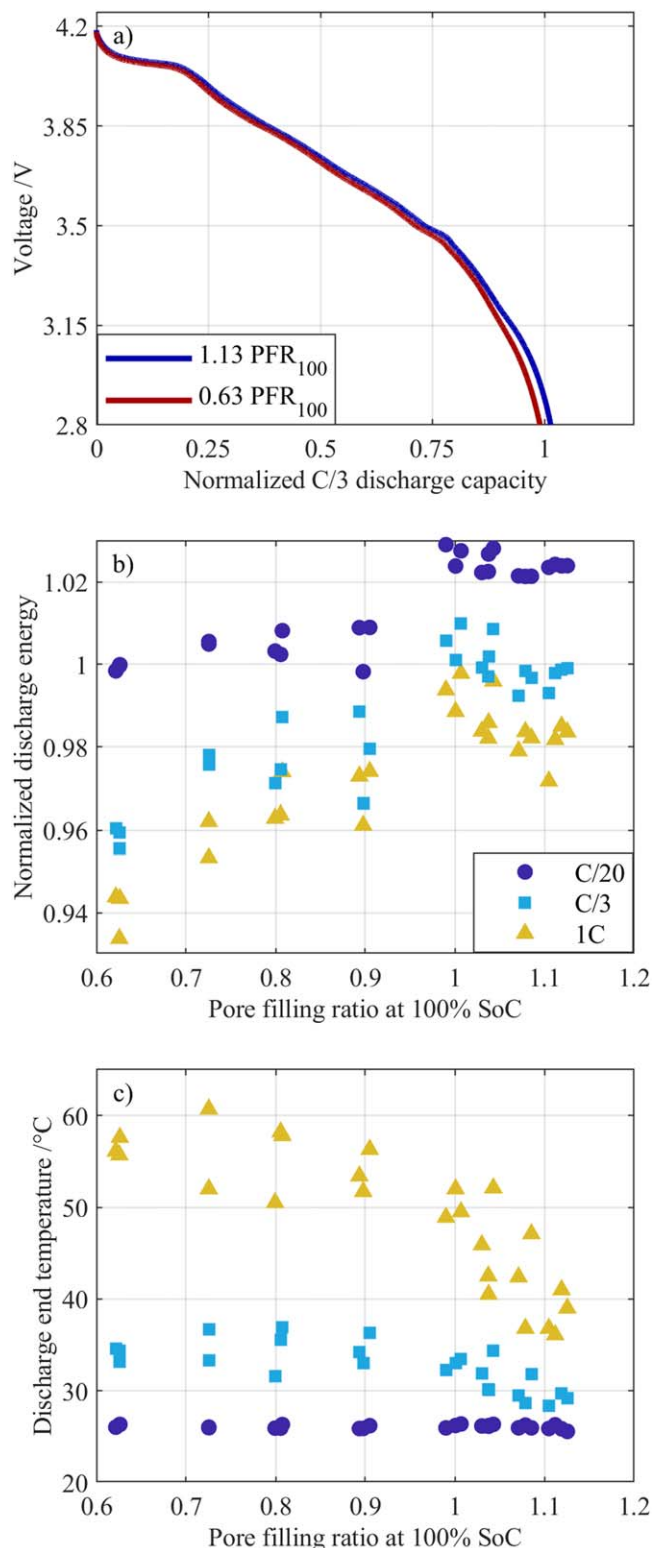 a)
4.2
3.85
3.5
3.15
2.8
Voltage /V
1.13 PFR100
0.63 PFR100
0 0.25 0.5 0.75 1
Normalized C/3 discharge capacity
b)
1.02
1
0.98
0.96
0.94
Normalized discharge energy
C/20
C/3
1C
0.6 0.7 0.8 0.9 1 1.1 1.2
Pore filling ratio at 100% SoC
c)
60
50
40
30
20
Discharge end temperature /°C
0.6 0.7 0.8 0.9 1 1.1 1.2
Pore filling ratio at 100% SoC